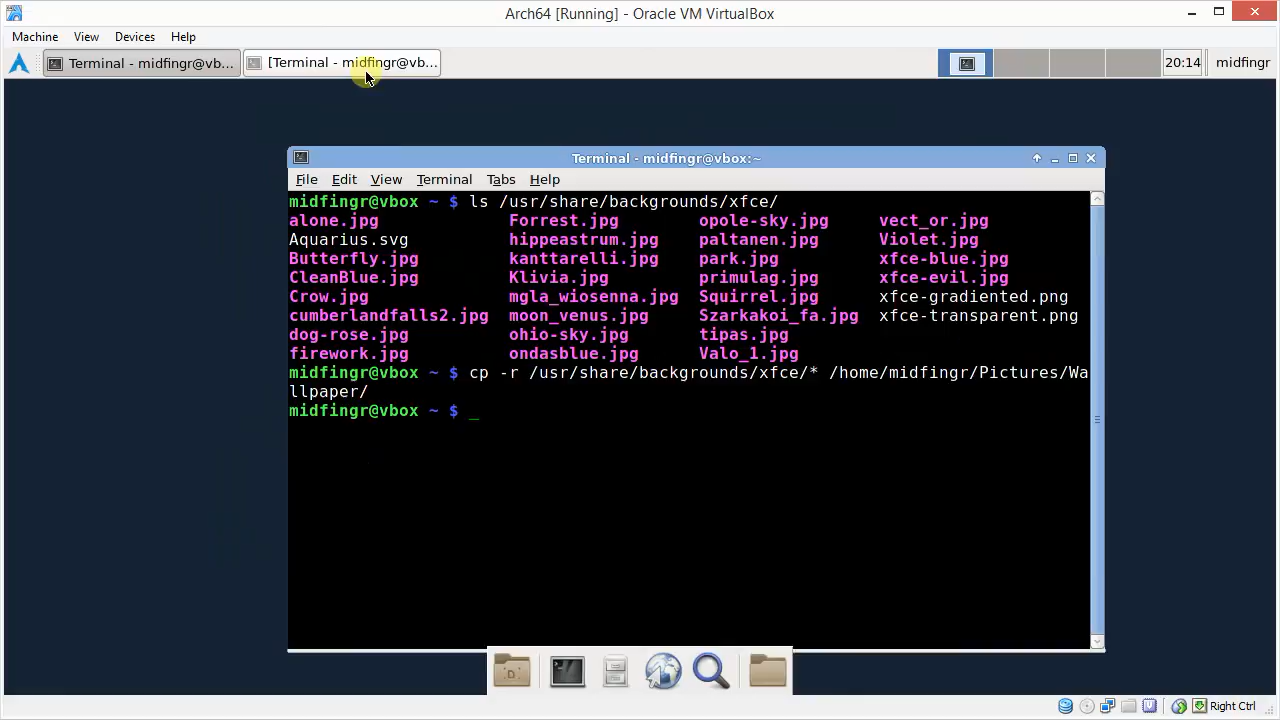 Arch64 [Running] - Oracle VM VirtualBox
Machine View Devices Help
Terminal - midfingr@vb... [Terminal - midfingr@vb... 20:14 midfingr
Terminal - midfingr@vbox:~
File Edit View Terminal Tabs Help
midfingr@vbox ~ $ ls /usr/share/backgrounds/xfce/
alone.jpg Forrest.jpg opole-sky.jpg vect_or.jpg
Aquarius.svg hippeastrum.jpg paltanen.jpg Violet.jpg
Butterfly.jpg kanttarelli.jpg park.jpg xfce-blue.jpg
CleanBlue.jpg Klivia.jpg primulag.jpg xfce-evil.jpg
Crow.jpg mgla_wiosenna.jpg Squirrel.jpg xfce-gradiented.png
cumberlandfalls2.jpg moon_venus.jpg Szarkakoi_fa.jpg xfce-transparent.png
dog-rose.jpg ohio-sky.jpg tipas.jpg
firework.jpg ondasblue.jpg Valo_1.jpg
midfingr@vbox ~ $ cp -r /usr/share/backgrounds/xfce/* /home/midfingr/Pictures/Wa
llpaper/
midfingr@vbox ~ $ _
D
Right Ctrl